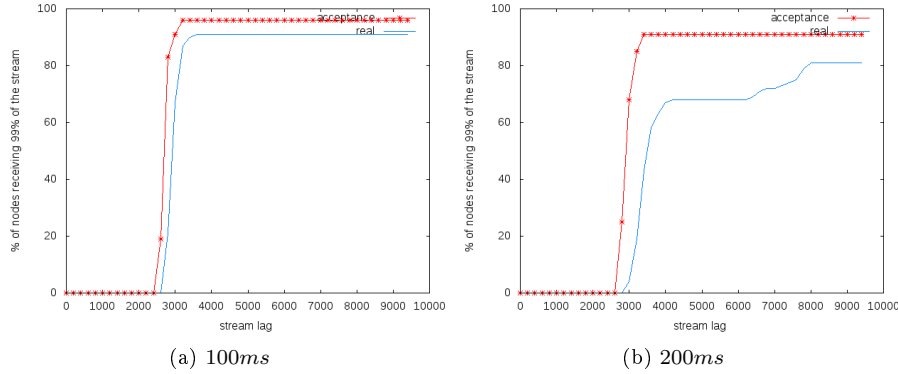 % of nodes receiving 99% of the stream
100
80
60
40
20
0
acceptance
real
0 1000 2000 3000 4000 5000 6000 7000 8000 9000 10000
stream lag
(a) 100ms
% of nodes receiving 99% of the stream
100
80
60
40
20
0
acceptance
real
0 1000 2000 3000 4000 5000 6000 7000 8000 9000 10000
stream lag
(b) 200ms